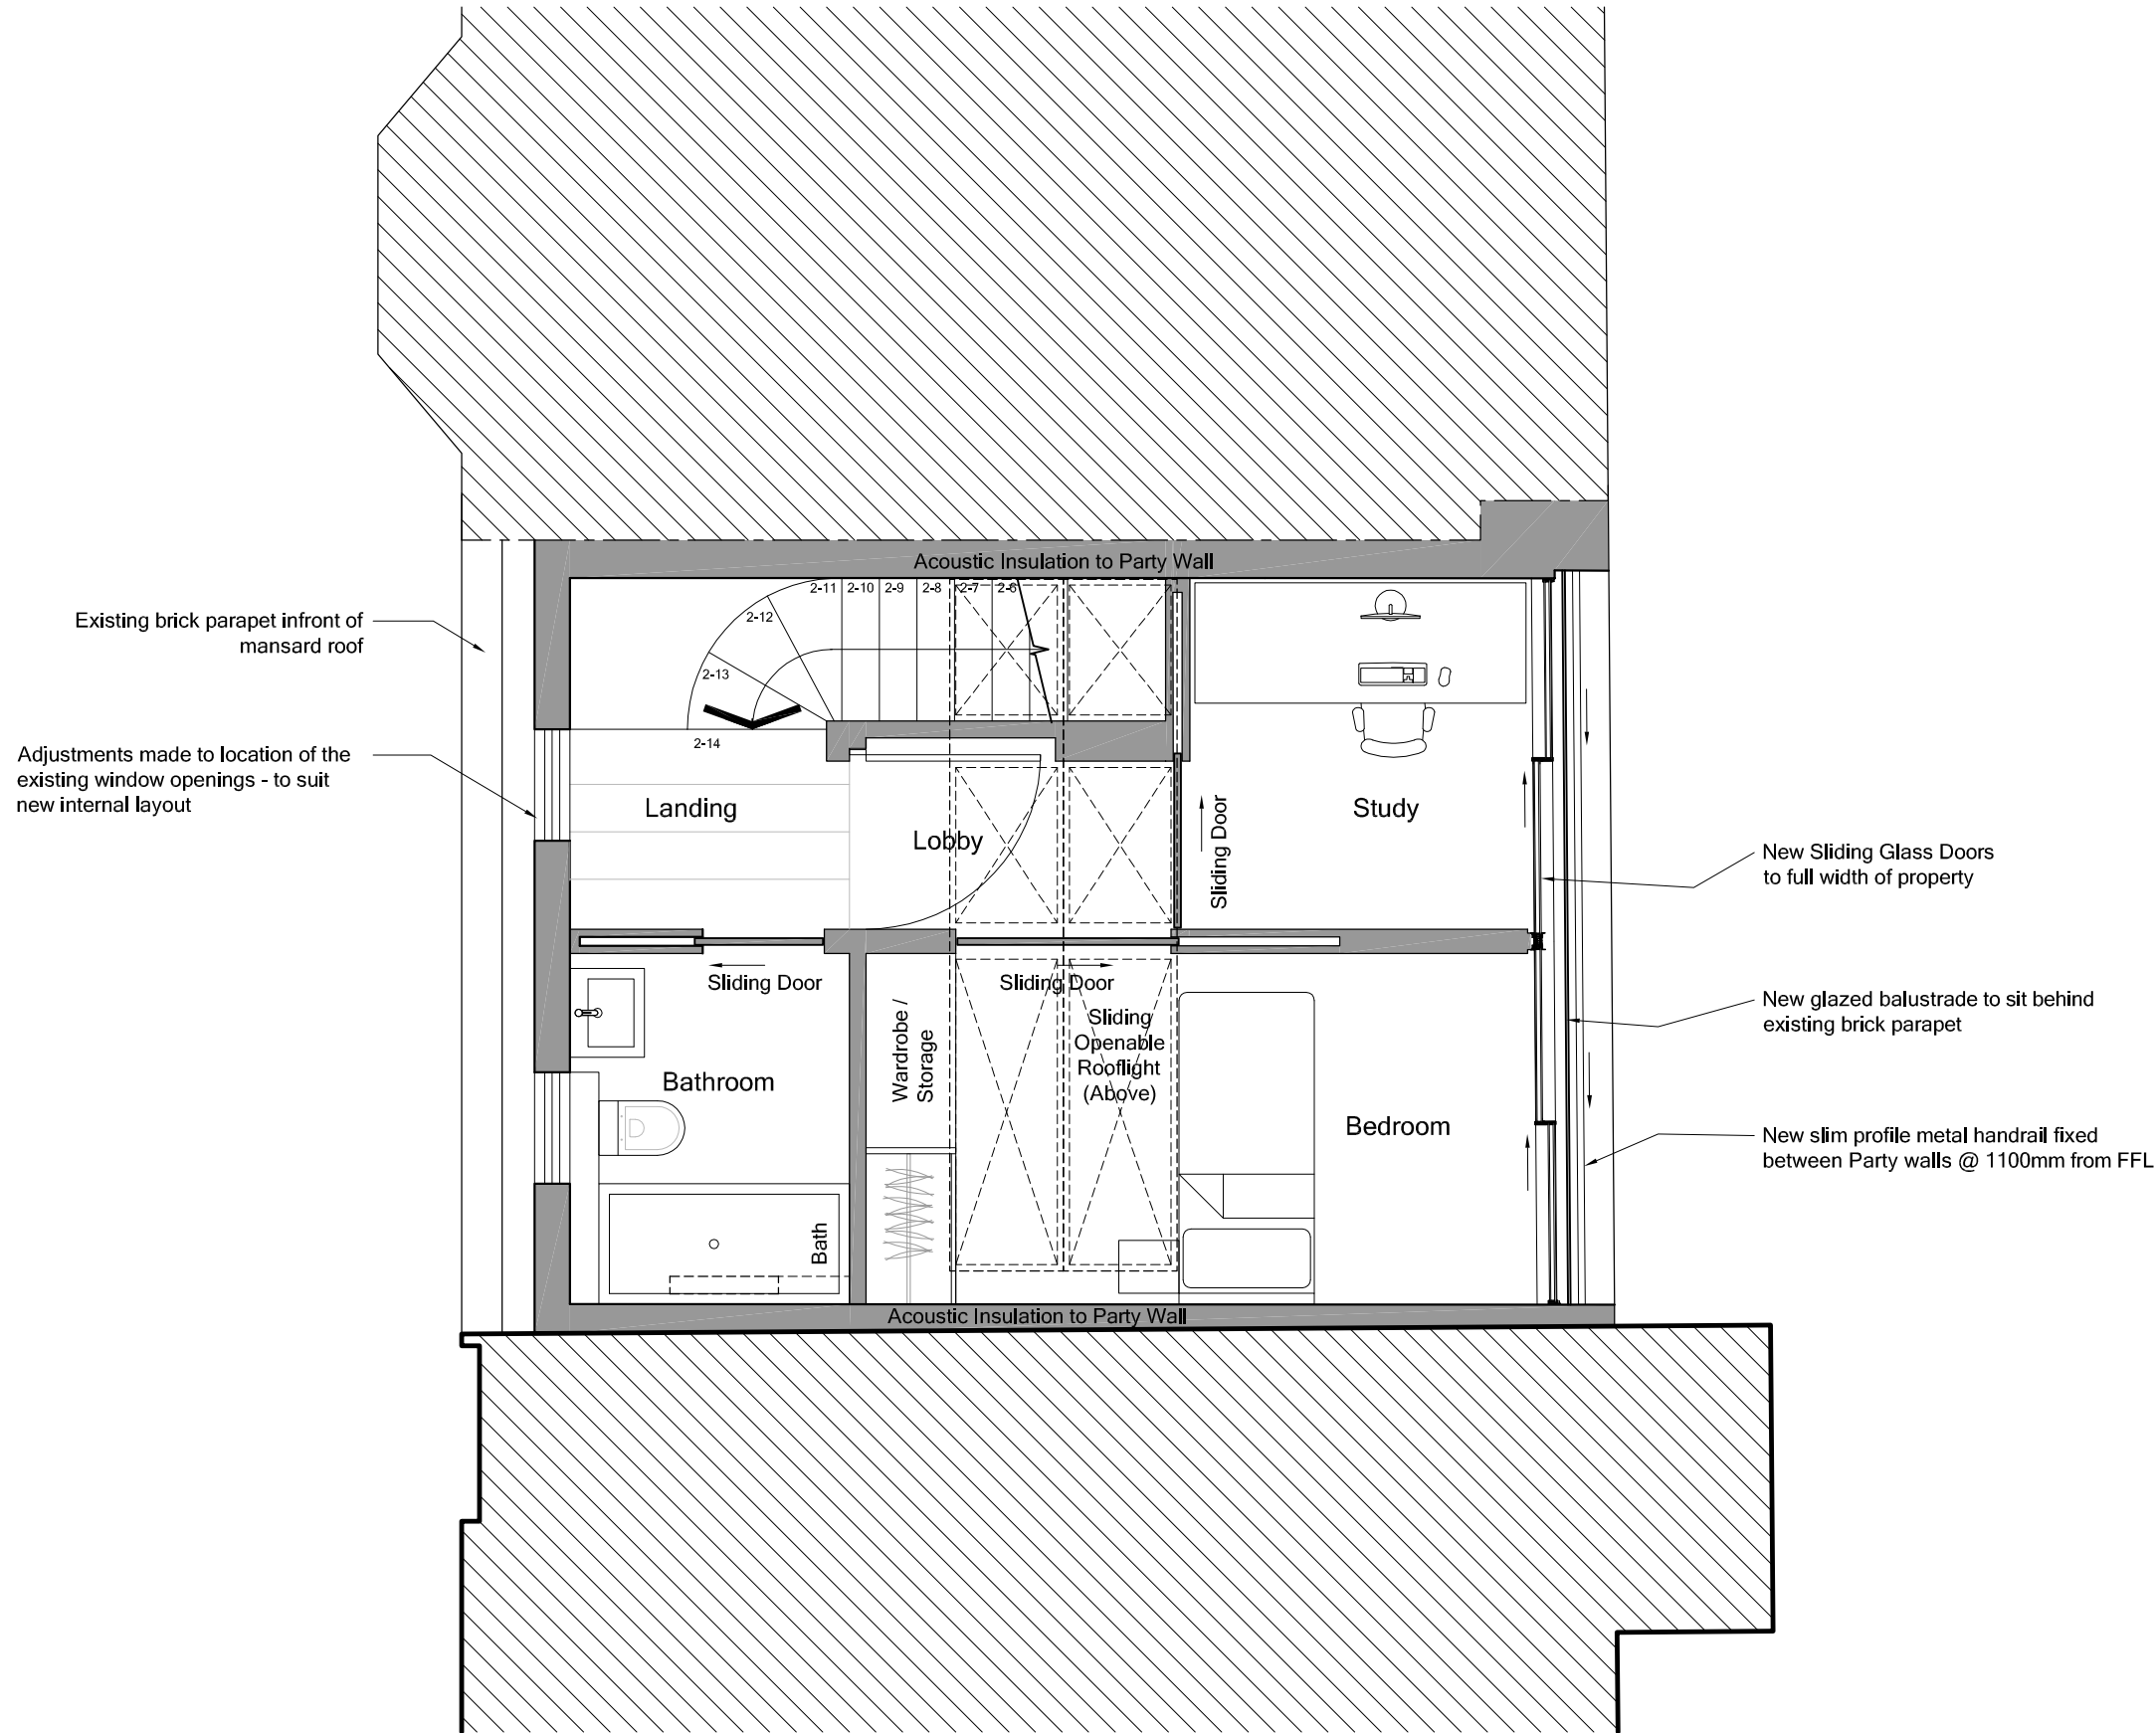 Acoustic Insulation to Party Wall
2-11
2-10
2-9
2-8
2-7
2-6
2-12
2-13
2-14
Existing brick parapet infront of
mansard roof
Adjustments made to location of the
existing window openings - to suit
new internal layout
Landing
Lobby
Sliding Door
Study
New Sliding Glass Doors
to full width of property
Sliding Door
Sliding Door
Sliding
Openable
Rooflight
(Above)
Wardrobe /
Storage
Bathroom
Bedroom
Bath
New glazed balustrade to sit behind
existing brick parapet
New slim profile metal handrail fixed
between Party walls @ 1100mm from FFL
Acoustic Insulation to Party Wall